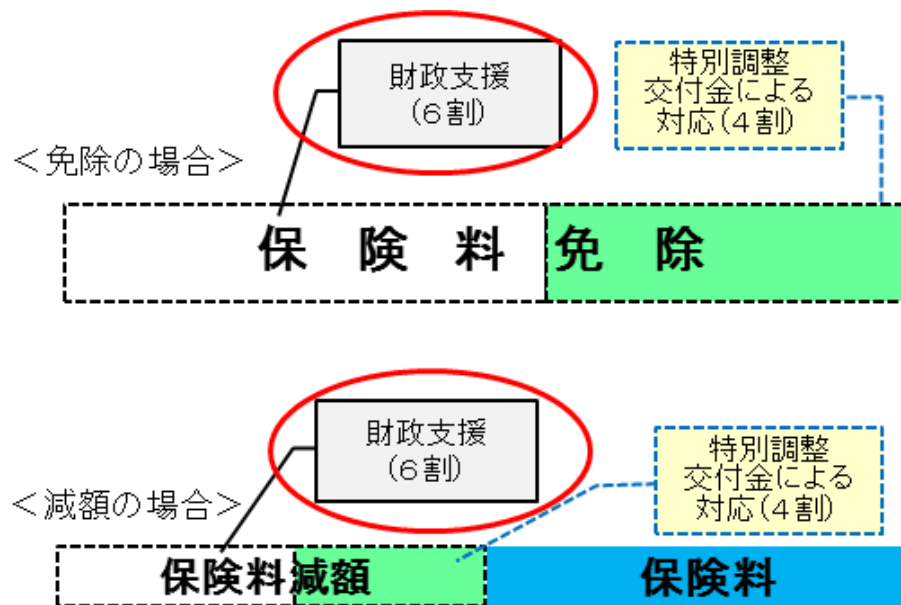 財政支援
(6割)
特別調整
交付金による
対応(4割)
＜免除の場合＞
保険料免除
財政支援
(6割)
特別調整
交付金による
対応(4割)
＜減額の場合＞
保険料減額
保険料